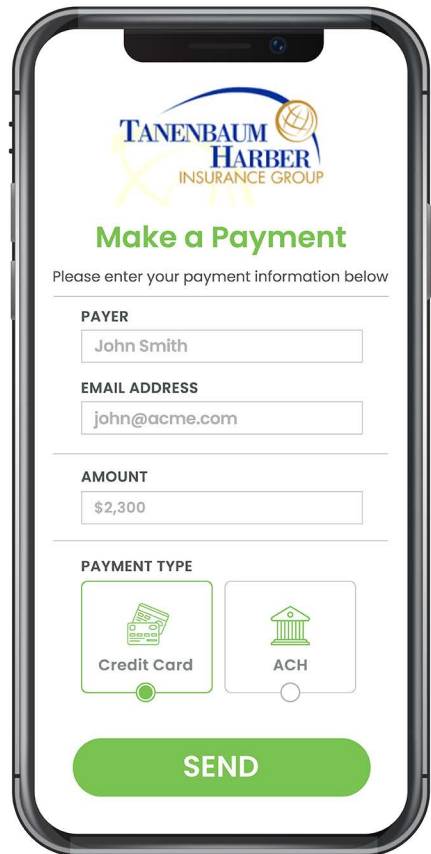 TANENBAUM
HARBER
INSURANCE GROUP
Make a Payment
Please enter your payment information below
PAYER
John Smith
EMAIL ADDRESS
john@acme.com
AMOUNT
$2,300
PAYMENT TYPE
Credit Card
ACH
SEND